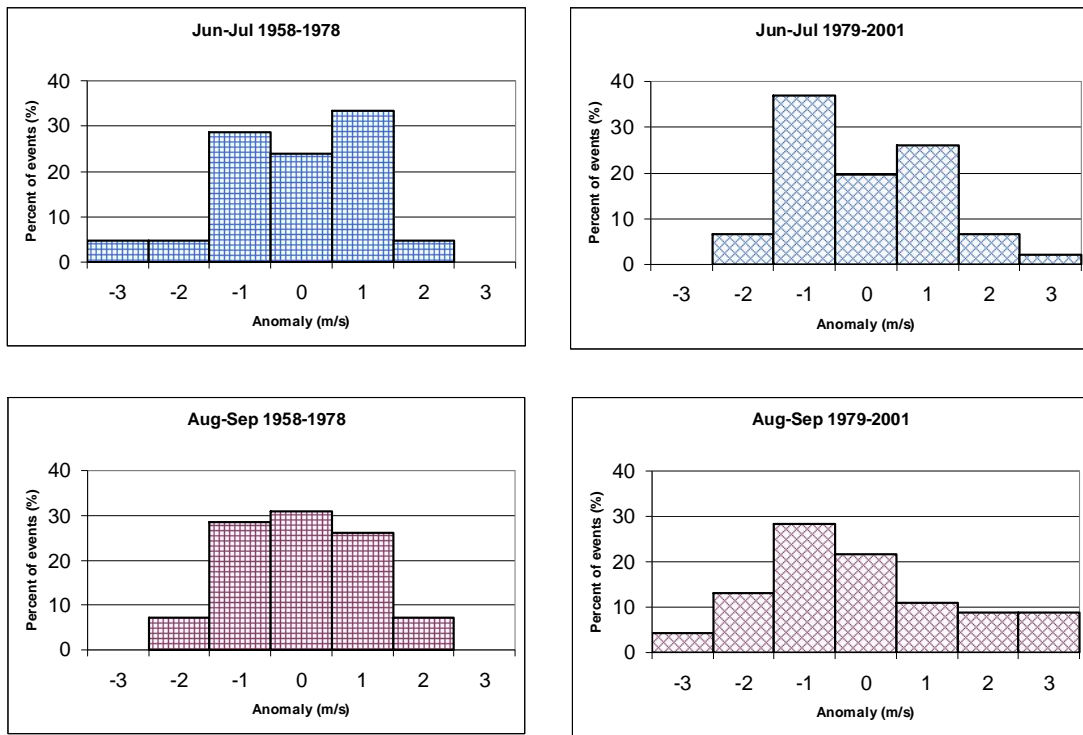 Jun-Jul 1958-1978
Percent of events (%)
40
30
20
10
0
-3 -2 -1 0 1 2 3
Anomaly (m/s)
Jun-Jul 1979-2001
Percent of events (%)
40
30
20
10
0
-3 -2 -1 0 1 2 3
Anomaly (m/s)
Aug-Sep 1958-1978
Percent of events (%)
40
30
20
10
0
-3 -2 -1 0 1 2 3
Anomaly (m/s)
Aug-Sep 1979-2001
Percent of events (%)
40
30
20
10
0
-3 -2 -1 0 1 2 3
Anomaly (m/s)